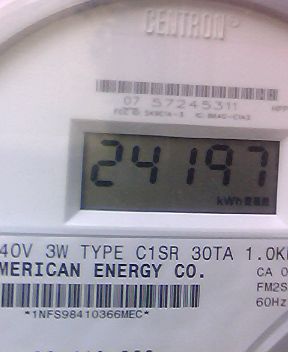 CENTRON®
07 57245311
24197
kWh
40V 3W TYPE C1SR 30TA 1.0K
MERICAN ENERGY CO.
CA 0
FM2S
60Hz
*1NFS98410366MEC*